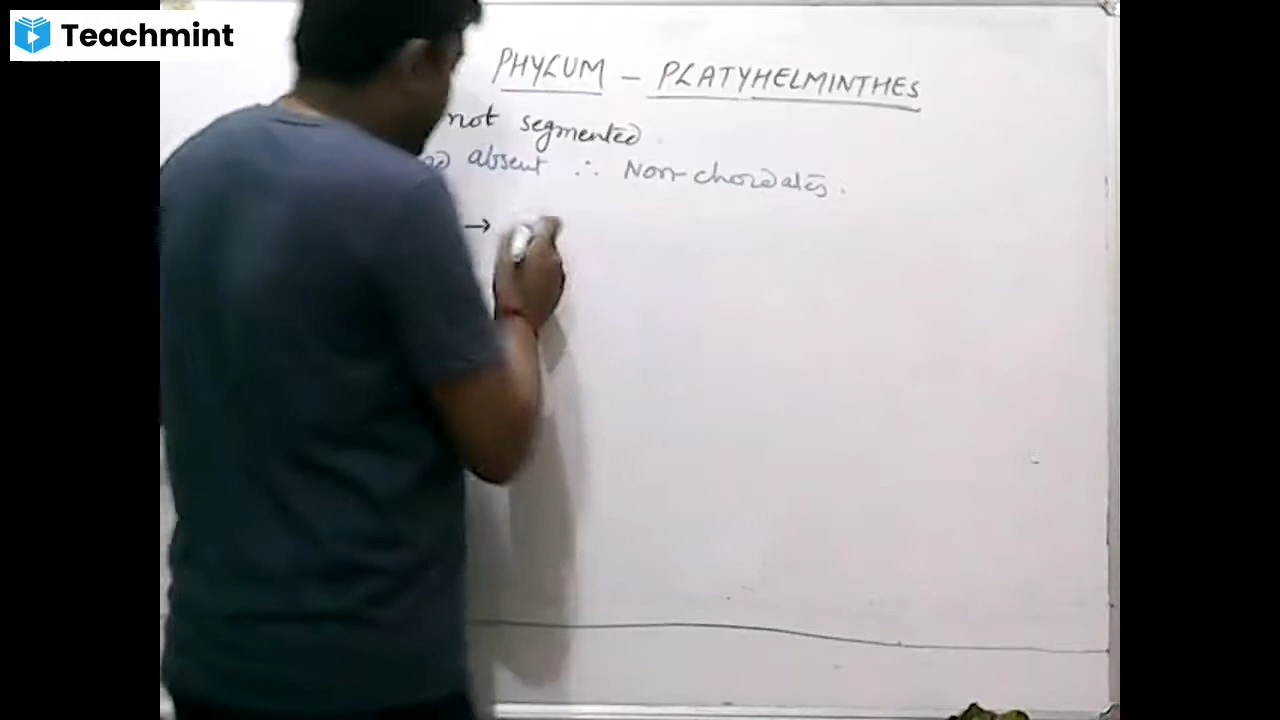 Teachmint
PHYLUM - PLATYHELMINTHES
not segmented.
absent ∴ Non-chordates.
→